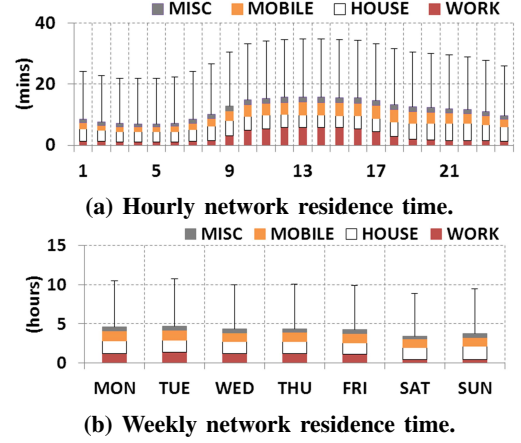 MISC MOBILE HOUSE WORK
40
20
0
(mins)
1 5 9 13 17 21
(a) Hourly network residence time.
MISC MOBILE HOUSE WORK
15
10
5
0
(hours)
MON TUE WED THU FRI SAT SUN
(b) Weekly network residence time.